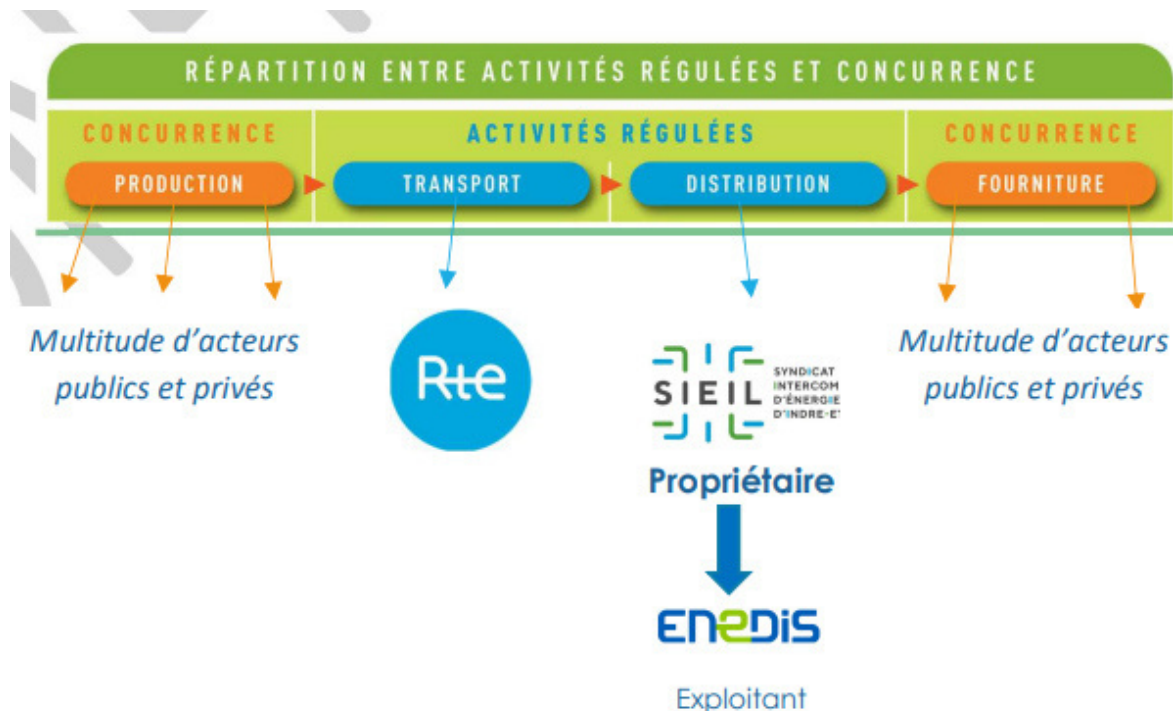 RÉPARTITION ENTRE ACTIVITÉS RÉGULÉES ET CONCURRENCE
CONCURRENCE
ACTIVITÉS RÉGULÉES
CONCURRENCE
PRODUCTION
TRANSPORT
DISTRIBUTION
FOURNITURE
Multitude d'acteurs
publics et privés
Rte
SIEIL
SYNDICAT
INTERCOM
D'ÉNERGIE
D'INDRE-E'
Multitude d'acteurs
publics et privés
Propriétaire
ENEDIS
Exploitant